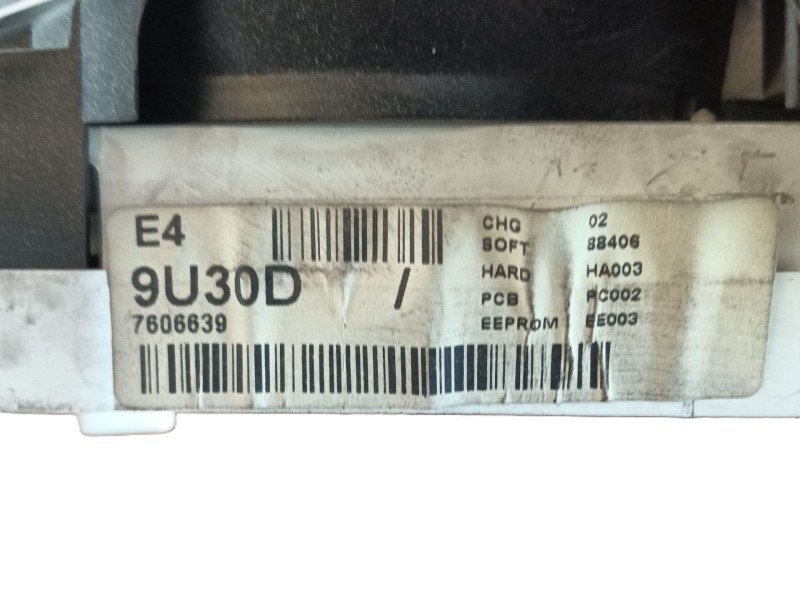 E4
9U30D /
7606639
CHG 02
SOFT 88406
HARD HA003
PCB PC002
EEPROM EE003